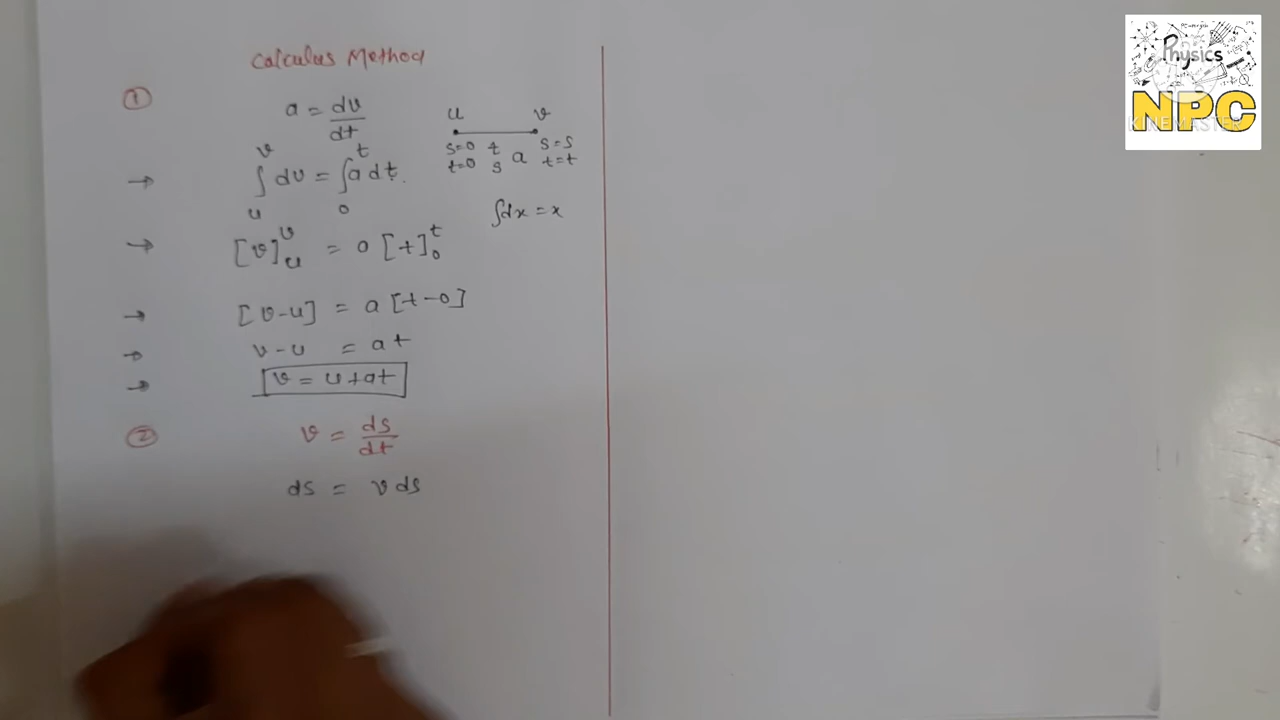 Calculus Method
① a = dv/dt
u v
s=0 t s=s
t=0 s a t=t
→ ∫ᵤᵛ dv = ∫₀ᵗ a dt.
∫dx = x
→ [v]ᵤᵛ = a [t]₀ᵗ
→ [v-u] = a [t-0]
→ v-u = at
→ v = u+at
② v = ds/dt
ds = v ds
Physics
NPC
KINEMASTER